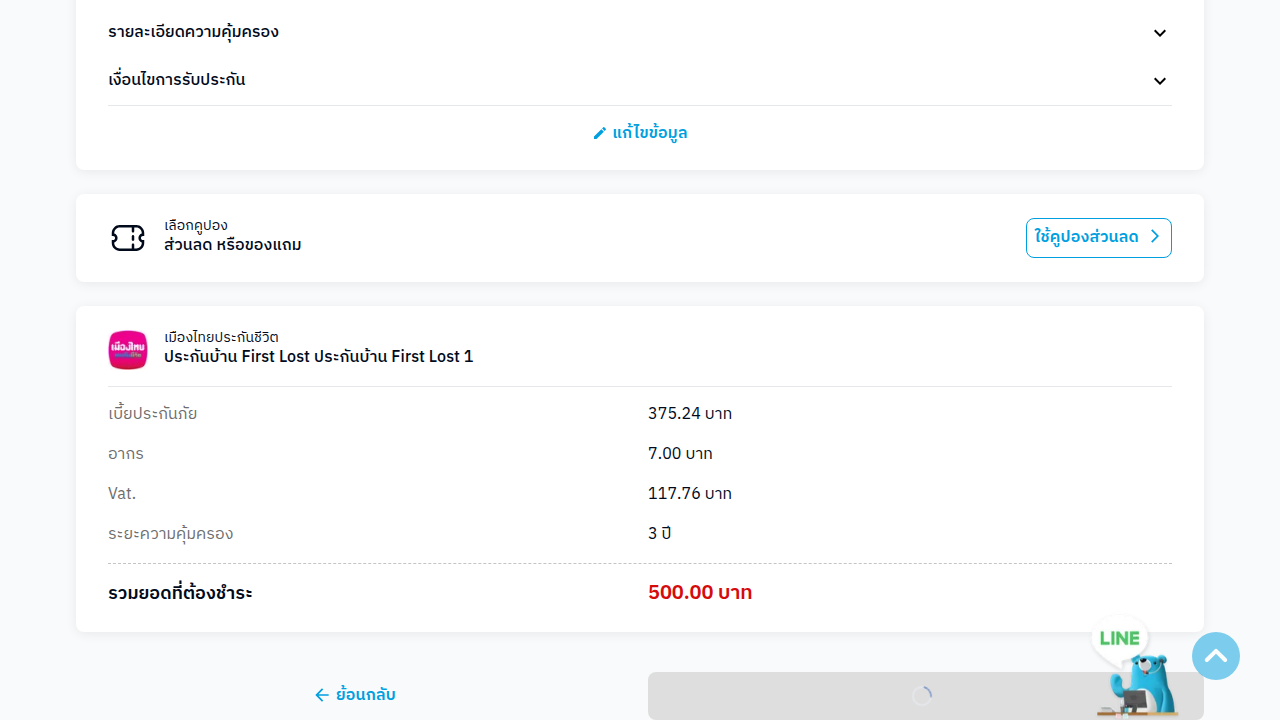 รายละเอียดความคุ้มครอง
เงื่อนไขการรับประกัน
แก้ไขข้อมูล
เลือกคูปอง
ส่วนลด หรือของแถม
ใช้คูปองส่วนลด
เมืองไทย
เมืองไทยประกันชีวิต
ประกันบ้าน First Lost ประกันบ้าน First Lost 1
เบี้ยประกันภัย 375.24 บาท
อากร 7.00 บาท
Vat. 117.76 บาท
ระยะความคุ้มครอง 3 ปี
รวมยอดที่ต้องชำระ 500.00 บาท
LINE
ย้อนกลับ